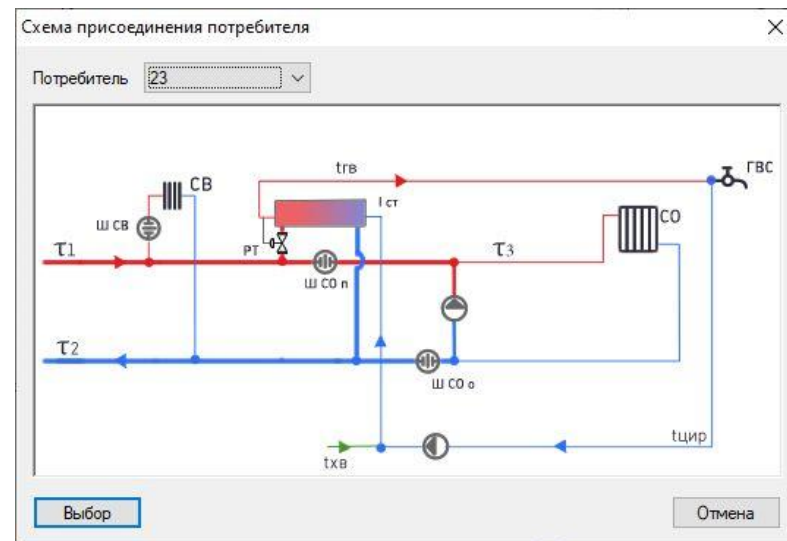 Схема присоединения потребителя
Потребитель 23
tгв
ГВС
СВ
I ст
СО
Ш СВ
РТ
τ1
τ3
Ш СО п
τ2
Ш СО о
tцир
tхв
Выбор
Отмена